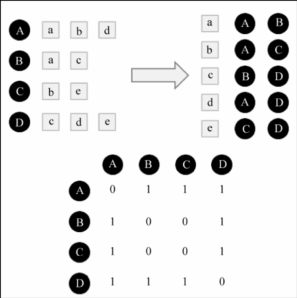 A a b d
B a c
C b e
D c d e
a A B
b A C
c B D
d A D
e C D
A B C D
A 0 1 1 1
B 1 0 0 1
C 1 0 0 1
D 1 1 1 0